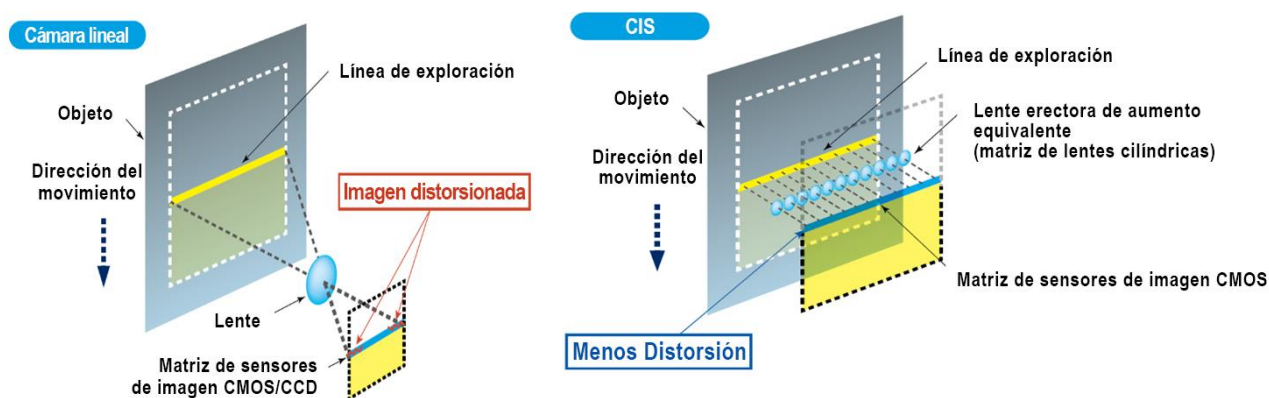 Cámara lineal
Línea de exploración
Objeto
Dirección del
movimiento
Imagen distorsionada
Lente
Matriz de sensores
de imagen CMOS/CCD
CIS
Línea de exploración
Objeto
Lente erectora de aumento
equivalente
(matriz de lentes cilíndricas)
Dirección del
movimiento
Matriz de sensores de imagen CMOS
Menos Distorsión